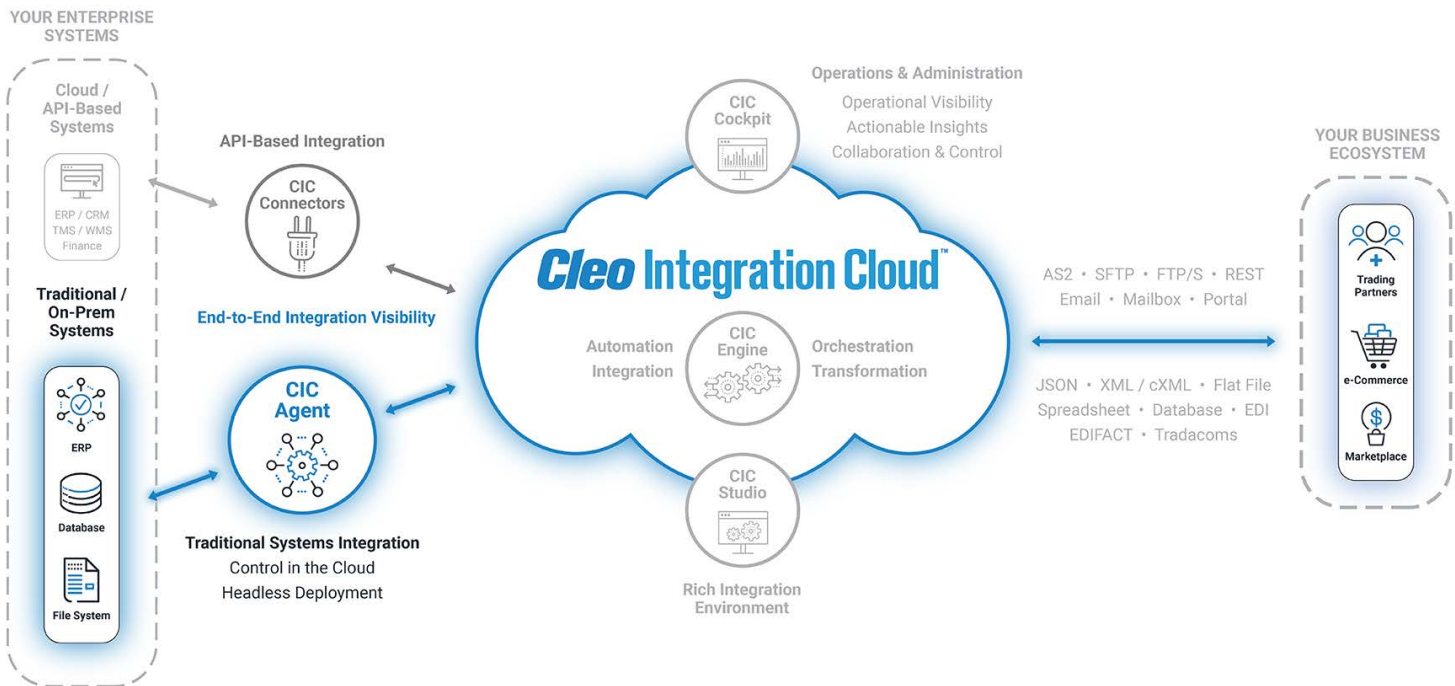 YOUR ENTERPRISE
SYSTEMS
Cloud /
API-Based
Systems
ERP / CRM
TMS / WMS
Finance
Traditional /
On-Prem
Systems
ERP
Database
File System
API-Based Integration
CIC
Connectors
End-to-End Integration Visibility
CIC
Agent
Traditional Systems Integration
Control in the Cloud
Headless Deployment
CIC
Cockpit
Operations & Administration
Operational Visibility
Actionable Insights
Collaboration & Control
Cleo Integration Cloud™
Automation
Integration
CIC
Engine
Orchestration
Transformation
CIC
Studio
Rich Integration
Environment
AS2 • SFTP • FTP/S • REST
Email • Mailbox • Portal
JSON • XML / cXML • Flat File
Spreadsheet • Database • EDI
EDIFACT • Tradacoms
YOUR BUSINESS
ECOSYSTEM
Trading
Partners
e-Commerce
$
Marketplace